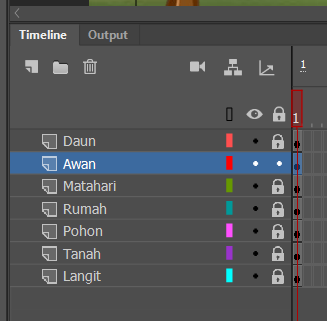 Timeline Output
1
1
Daun
Awan
Matahari
Rumah
Pohon
Tanah
Langit